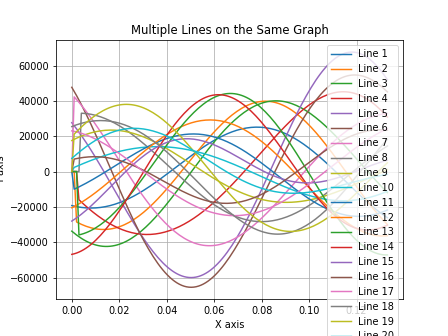 Multiple Lines on the Same Graph
60000
40000
20000
0
−20000
−40000
−60000
axis
0.00
0.02
0.04
0.06
0.08
0.10
X axis
Line 1
Line 2
Line 3
Line 4
Line 5
Line 6
Line 7
Line 8
Line 9
Line 10
Line 11
Line 12
Line 13
Line 14
Line 15
Line 16
Line 17
Line 18
Line 19
Line 20